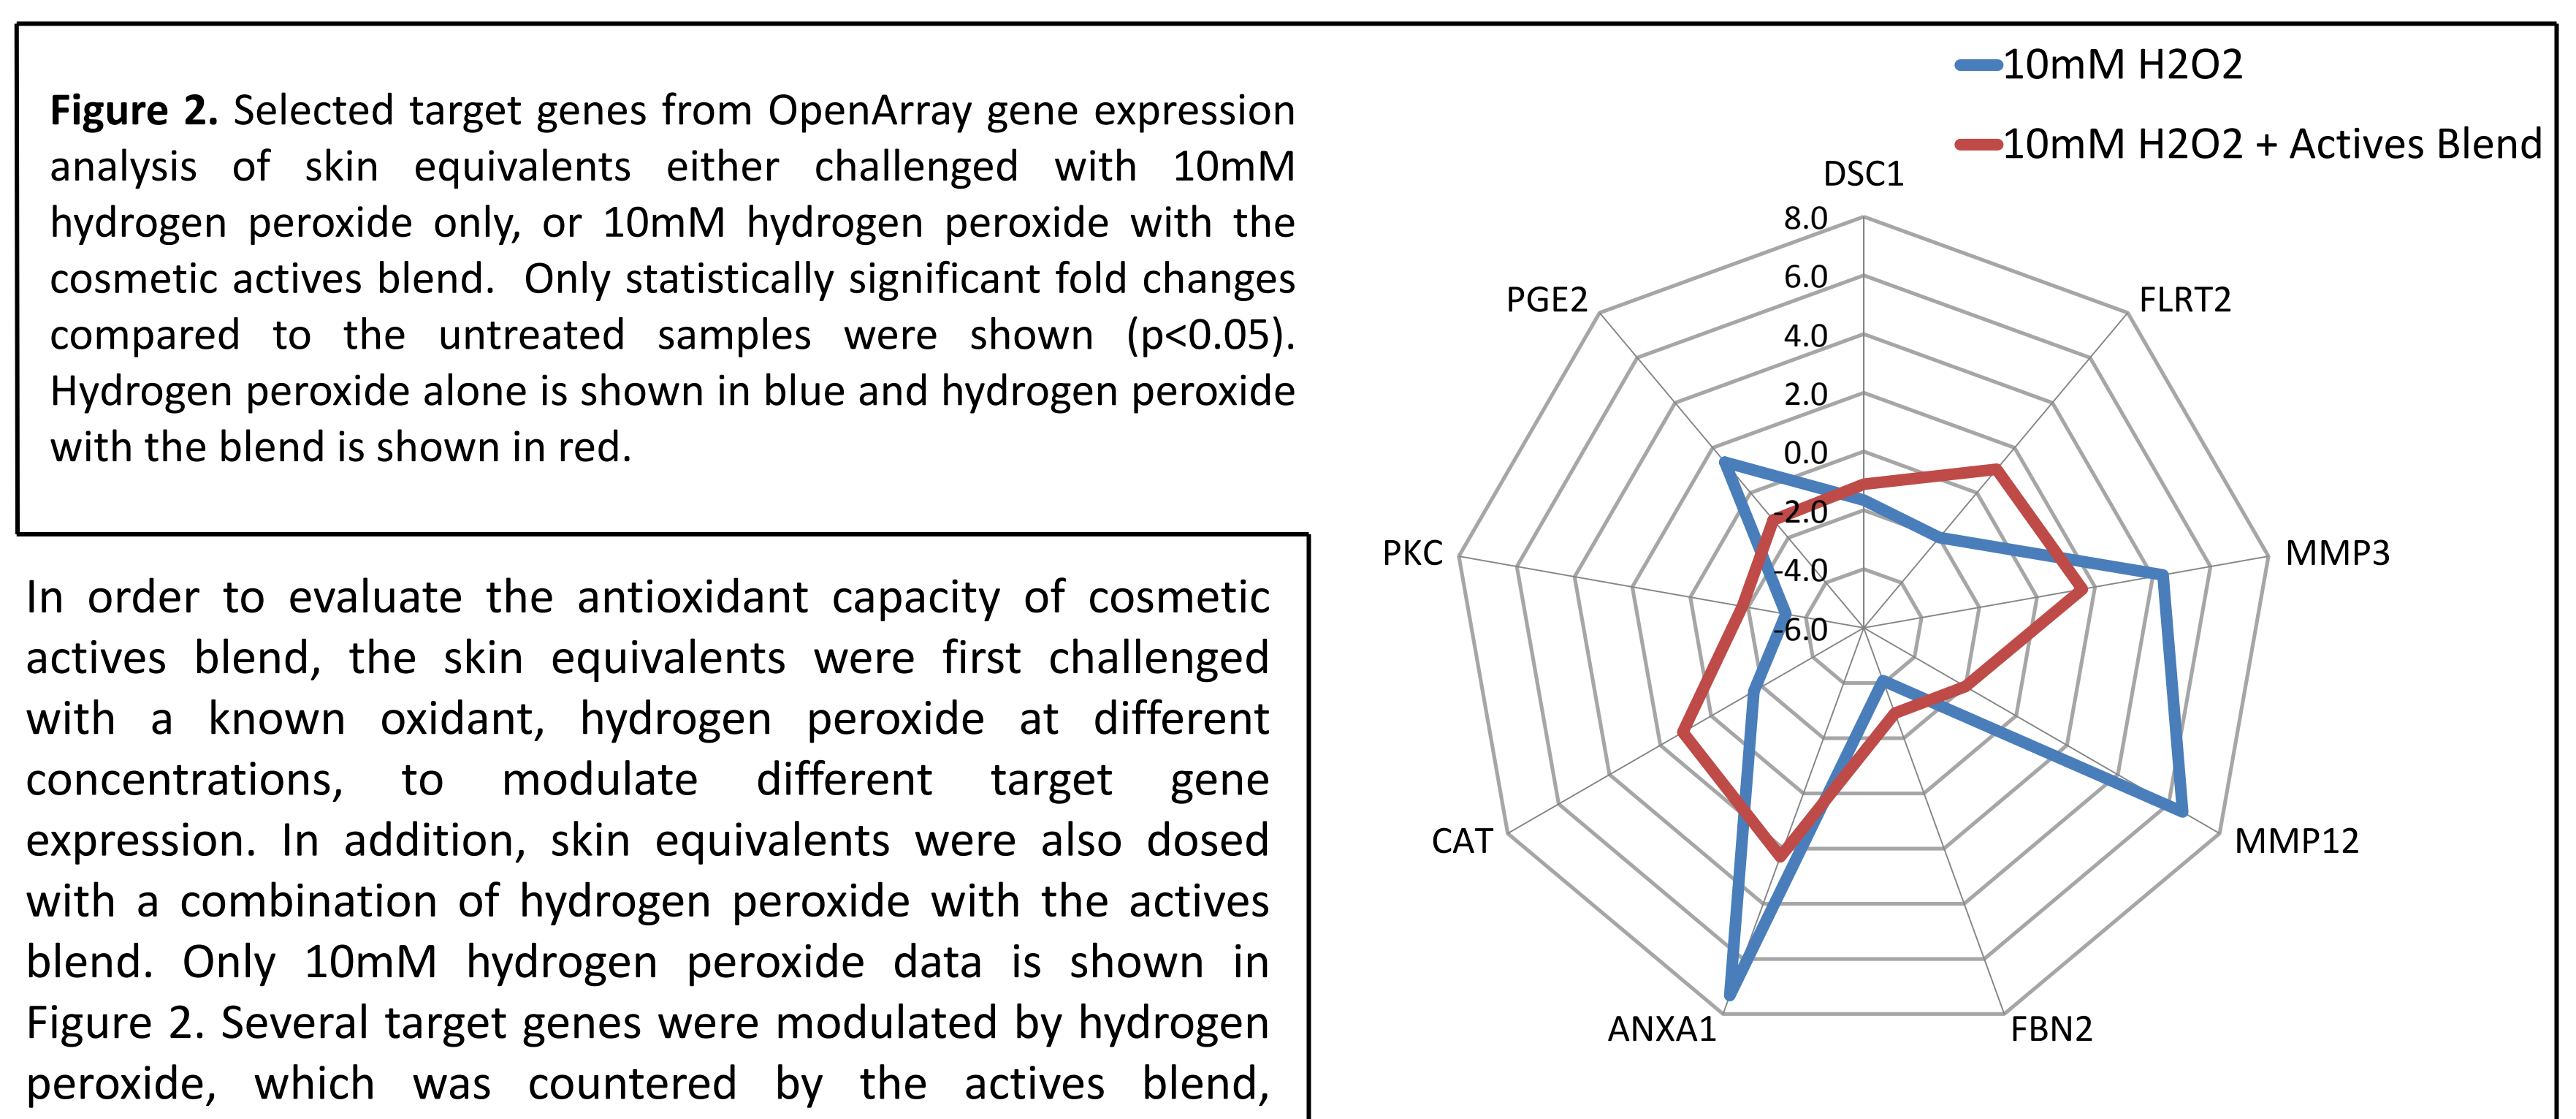 Figure 2. Selected target genes from OpenArray gene expression
analysis of skin equivalents either challenged with 10mM
hydrogen peroxide only, or 10mM hydrogen peroxide with the
cosmetic actives blend. Only statistically significant fold changes
compared to the untreated samples were shown (p<0.05).
Hydrogen peroxide alone is shown in blue and hydrogen peroxide
with the blend is shown in red.
In order to evaluate the antioxidant capacity of cosmetic
actives blend, the skin equivalents were first challenged
with a known oxidant, hydrogen peroxide at different
concentrations, to modulate different target gene
expression. In addition, skin equivalents were also dosed
with a combination of hydrogen peroxide with the actives
blend. Only 10mM hydrogen peroxide data is shown in
Figure 2. Several target genes were modulated by hydrogen
peroxide, which was countered by the actives blend,
10mM H2O2
10mM H2O2 + Actives Blend
DSC1
FLRT2
MMP3
MMP12
FBN2
ANXA1
CAT
PKC
PGE2
8.0
6.0
4.0
2.0
0.0
-2.0
-4.0
-6.0